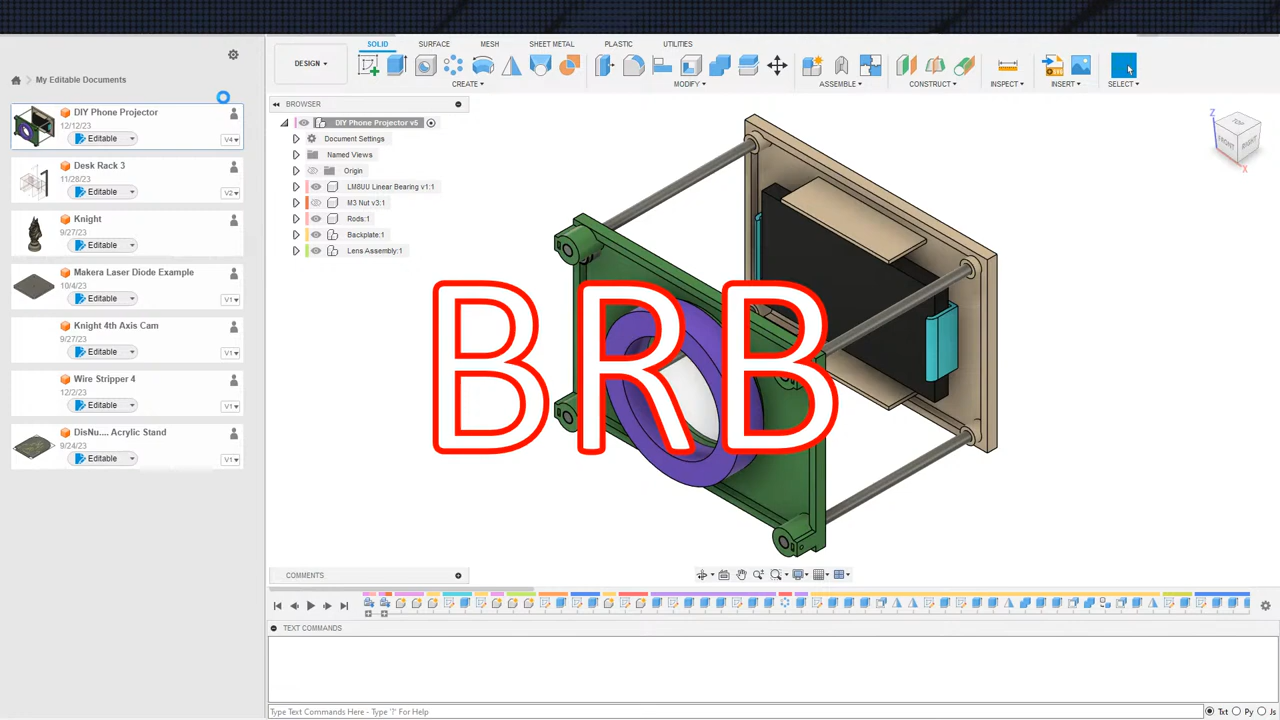 My Editable Documents
DIY Phone Projector
12/12/23
Editable
V4
Desk Rack 3
11/28/23
Editable
V2
Knight
9/27/23
Editable
V1
Makera Laser Diode Example
10/4/23
Editable
V1
Knight 4th Axis Cam
9/27/23
Editable
V1
Wire Stripper 4
12/2/23
Editable
V1
DisNu.... Acrylic Stand
9/24/23
Editable
V1
DESIGN
SOLID SURFACE MESH SHEET METAL PLASTIC UTILITIES
CREATE MODIFY ASSEMBLE CONSTRUCT INSPECT INSERT SELECT
BROWSER
DIY Phone Projector v5
Document Settings
Named Views
Origin
LM8UU Linear Bearing v1:1
M3 Nut v3:1
Rods:1
Backplate:1
Lens Assembly:1
Z
TOP
FRONT RIGHT
X
BRB
COMMENTS
TEXT COMMANDS
Type Text Commands Here - Type '?' For Help
Txt Py Js